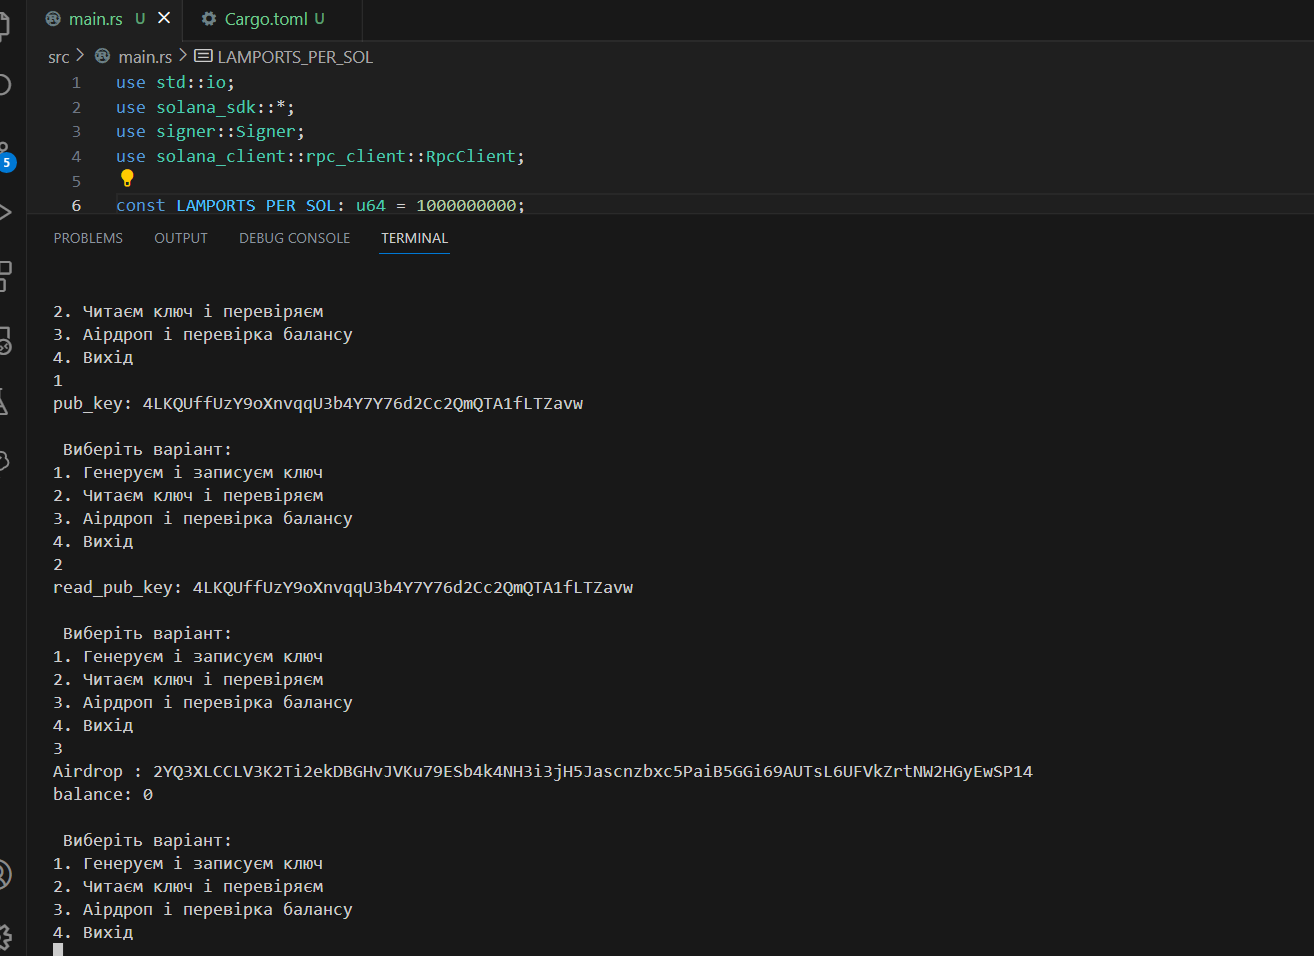 main.rs U Cargo.toml U
src main.rs LAMPORTS_PER_SOL
1 use std::io;
2 use solana_sdk::*;
3 use signer::Signer;
4 use solana_client::rpc_client::RpcClient;
5
6 const LAMPORTS_PER_SOL: u64 = 1000000000;
5
PROBLEMS OUTPUT DEBUG CONSOLE TERMINAL
2. Читаєм ключ і перевіряєм
3. Аірдроп і перевірка балансу
4. Вихід
1
pub_key: 4LKQUffUzY9oXnvqqU3b4Y7Y76d2Cc2QmQTA1fLTZavw
Виберіть варіант:
1. Генеруєм і записуєм ключ
2. Читаєм ключ і перевіряєм
3. Аірдроп і перевірка балансу
4. Вихід
2
read_pub_key: 4LKQUffUzY9oXnvqqU3b4Y7Y76d2Cc2QmQTA1fLTZavw
Виберіть варіант:
1. Генеруєм і записуєм ключ
2. Читаєм ключ і перевіряєм
3. Аірдроп і перевірка балансу
4. Вихід
3
Airdrop : 2YQ3XLCCLV3K2Ti2ekDBGHvJVKu79ESb4k4NH3i3jH5Jascnzbxc5PaiB5GGi69AUTsL6UFVkZrtNW2HGyEwSP14
balance: 0
Виберіть варіант:
1. Генеруєм і записуєм ключ
2. Читаєм ключ і перевіряєм
3. Аірдроп і перевірка балансу
4. Вихід